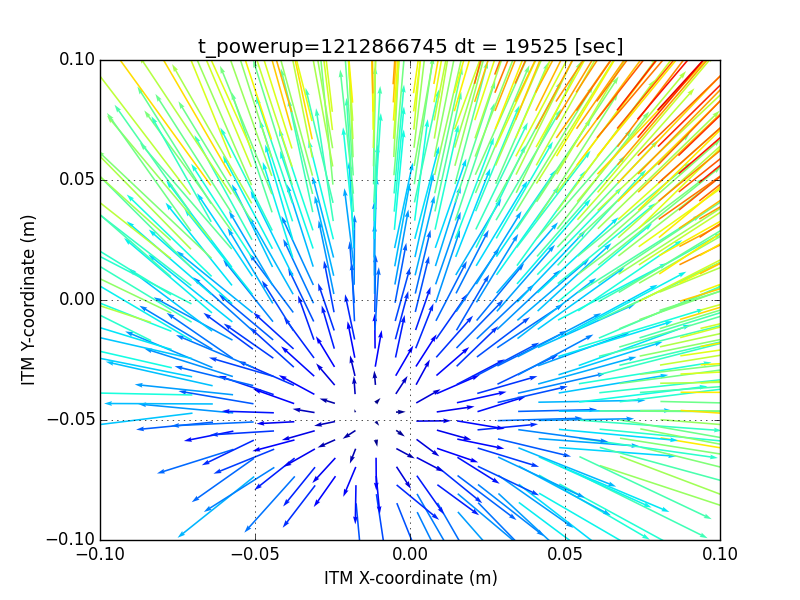 t_powerup=1212866745 dt = 19525 [sec]
0.10
0.05
0.00
−0.05
−0.10
ITM Y-coordinate (m)
−0.10 −0.05 0.00 0.05 0.10
ITM X-coordinate (m)